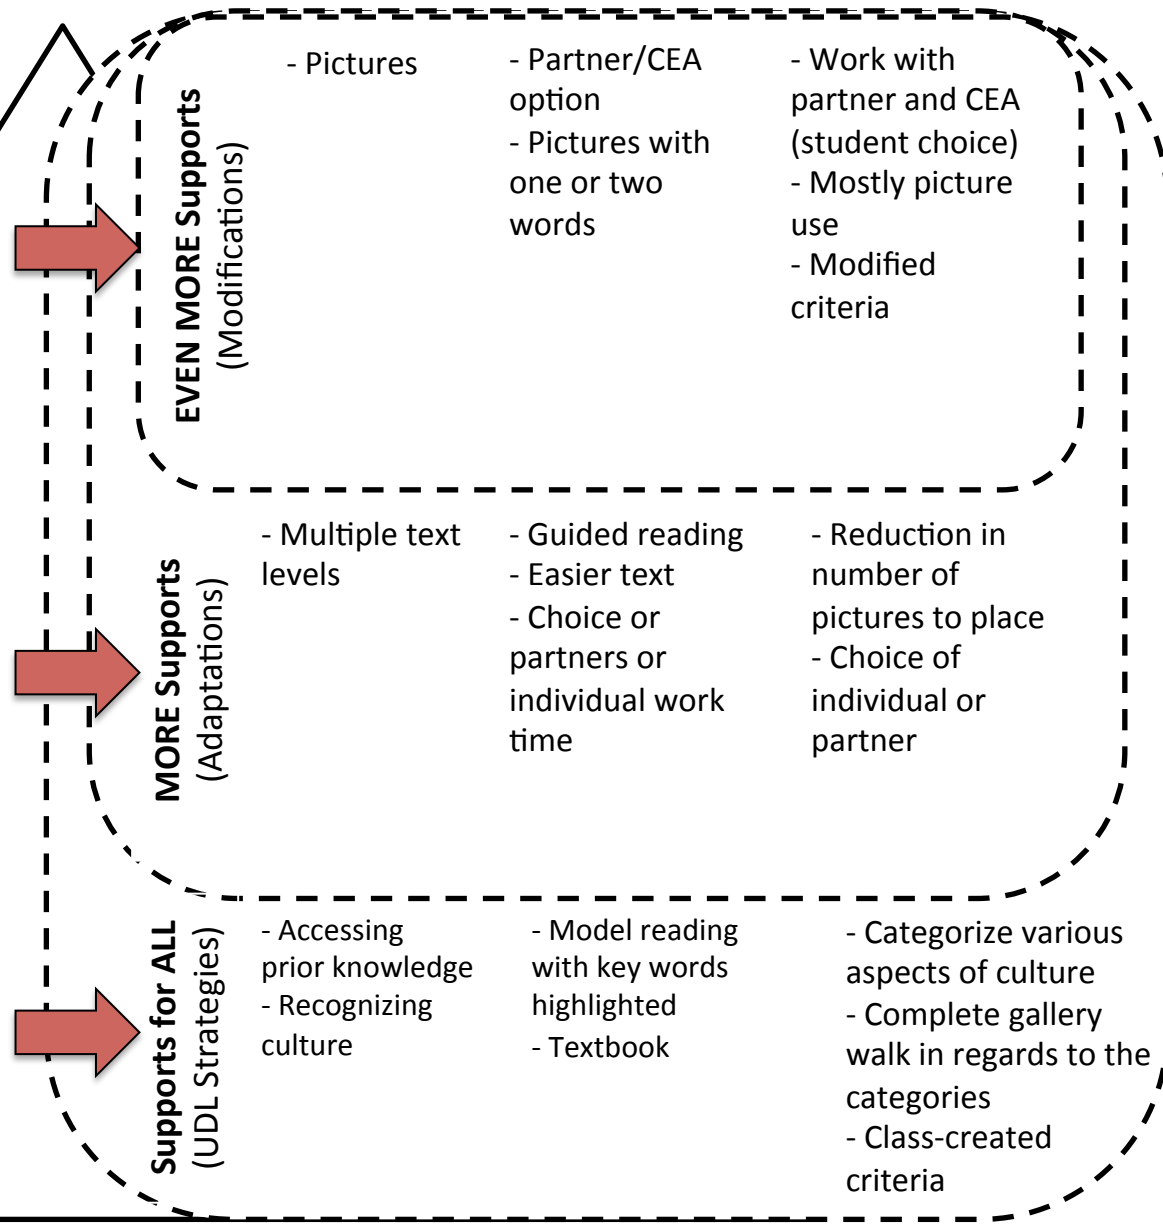 EVEN MORE Supports
(Modifications)
- Pictures
- Partner/CEA
option
- Pictures with
one or two
words
- Work with
partner and CEA
(student choice)
- Mostly picture
use
- Modified
criteria
MORE Supports
(Adaptations)
- Multiple text
levels
- Guided reading
- Easier text
- Choice or
partners or
individual work
time
- Reduction in
number of
pictures to place
- Choice of
individual or
partner
Supports for ALL
(UDL Strategies)
- Accessing
prior knowledge
- Recognizing
culture
- Model reading
with key words
highlighted
- Textbook
- Categorize various
aspects of culture
- Complete gallery
walk in regards to the
categories
- Class-created
criteria